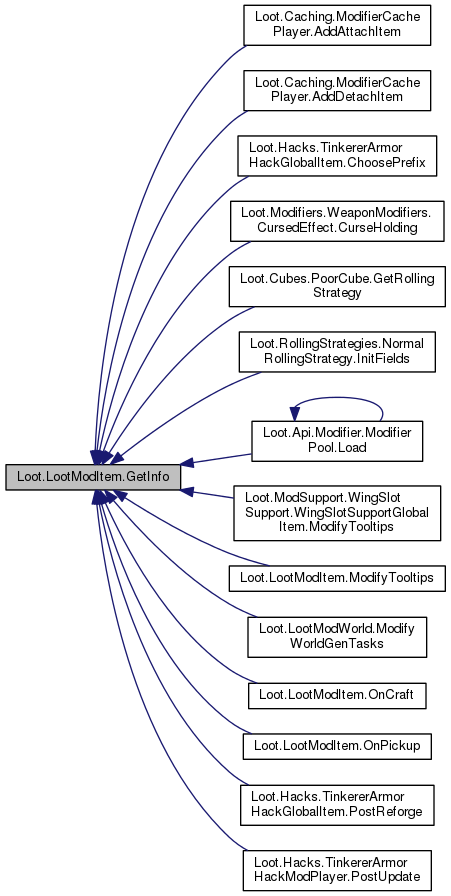 Loot.Caching.ModifierCache
Player.AddAttachItem
Loot.Caching.ModifierCache
Player.AddDetachItem
Loot.Hacks.TinkererArmor
HackGlobalItem.ChoosePrefix
Loot.Modifiers.WeaponModifiers.
CursedEffect.CurseHolding
Loot.Cubes.PoorCube.GetRolling
Strategy
Loot.RollingStrategies.Normal
RollingStrategy.InitFields
Loot.Api.Modifier.Modifier
Pool.Load
Loot.LootModItem.GetInfo
Loot.ModSupport.WingSlot
Support.WingSlotSupportGlobal
Item.ModifyTooltips
Loot.LootModItem.ModifyTooltips
Loot.LootModWorld.Modify
WorldGenTasks
Loot.LootModItem.OnCraft
Loot.LootModItem.OnPickup
Loot.Hacks.TinkererArmor
HackGlobalItem.PostReforge
Loot.Hacks.TinkererArmor
HackModPlayer.PostUpdate